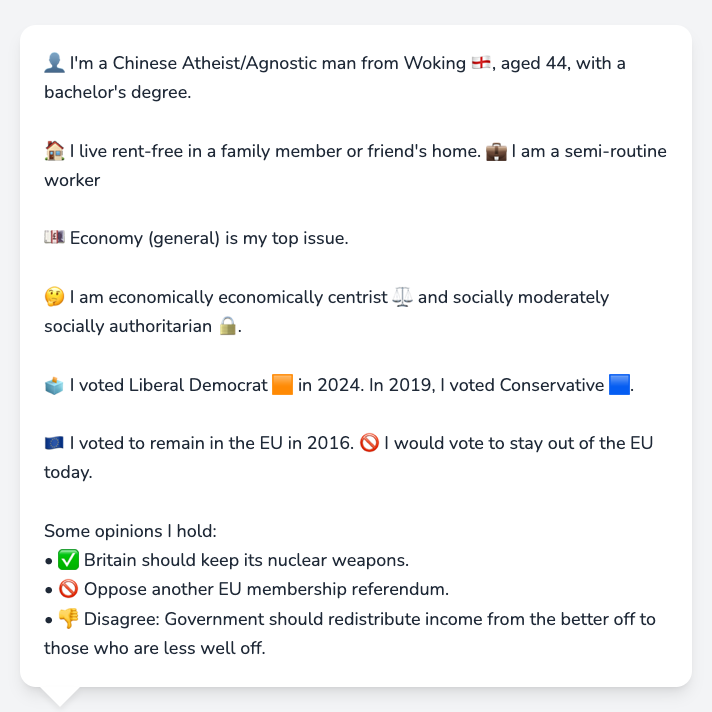 👤 I'm a Chinese Atheist/Agnostic man from Woking 🏴󠁧󠁢󠁥󠁮󠁧󠁿, aged 44, with a
bachelor's degree.
🏠 I live rent-free in a family member or friend's home. 💼 I am a semi-routine
worker
💷 Economy (general) is my top issue.
🤔 I am economically economically centrist ⚖️ and socially moderately
socially authoritarian 🔒.
🗳️ I voted Liberal Democrat 🟧 in 2024. In 2019, I voted Conservative 🟦.
🇪🇺 I voted to remain in the EU in 2016. 🚫 I would vote to stay out of the EU
today.
Some opinions I hold:
• ✅ Britain should keep its nuclear weapons.
• 🚫 Oppose another EU membership referendum.
• 👎 Disagree: Government should redistribute income from the better off to
those who are less well off.